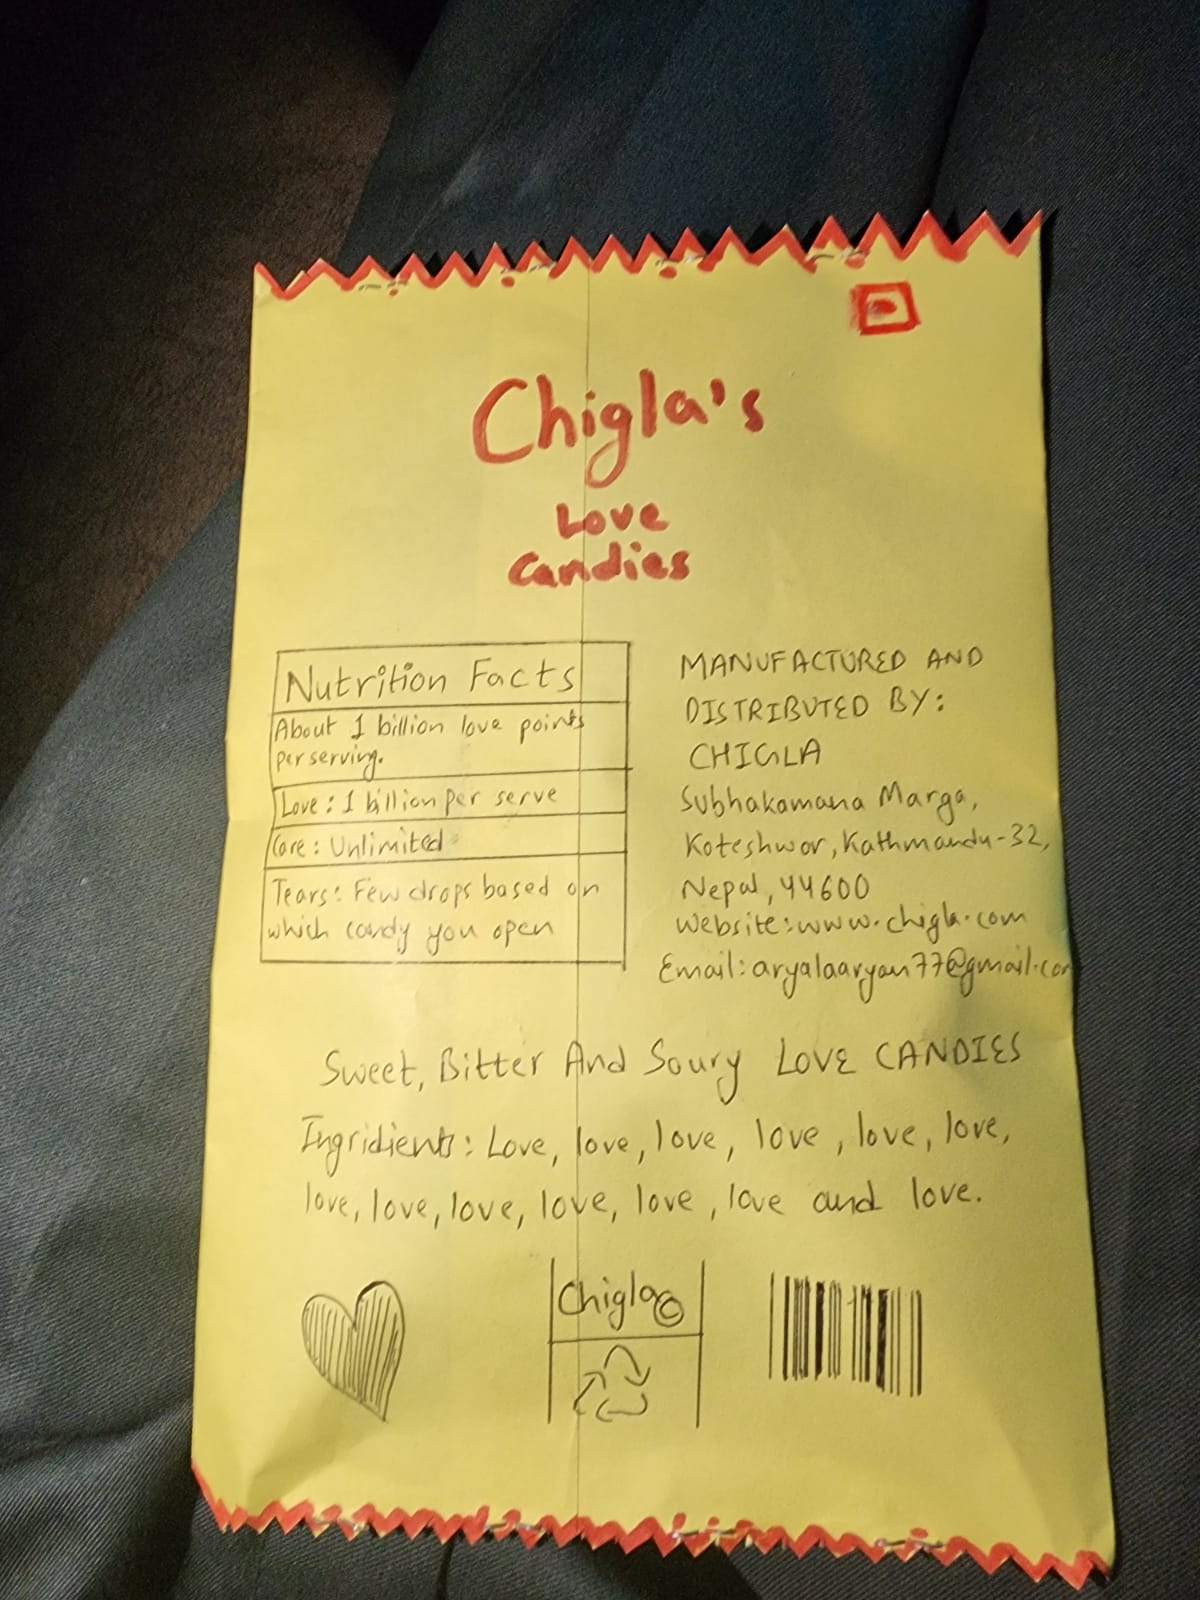 Chigla's
Love
Candies
Nutrition Facts
About 1 billion love points
per serving.
Love: 1 billion per serve
Care: Unlimited
Tears: Few drops based on
which candy you open
MANUFACTURED AND
DISTRIBUTED BY:
CHIGLA
Subhakamana Marga,
Koteshwor, Kathmandu-32,
Nepal, 44600
Website: www.chigla.com
Email: aryalaaryan77@gmail.com
Sweet, Bitter And Soury LOVE CANDIES
Ingridients: Love, love, love, love, love, love,
love, love, love, love, love, love and love.
Chigla©